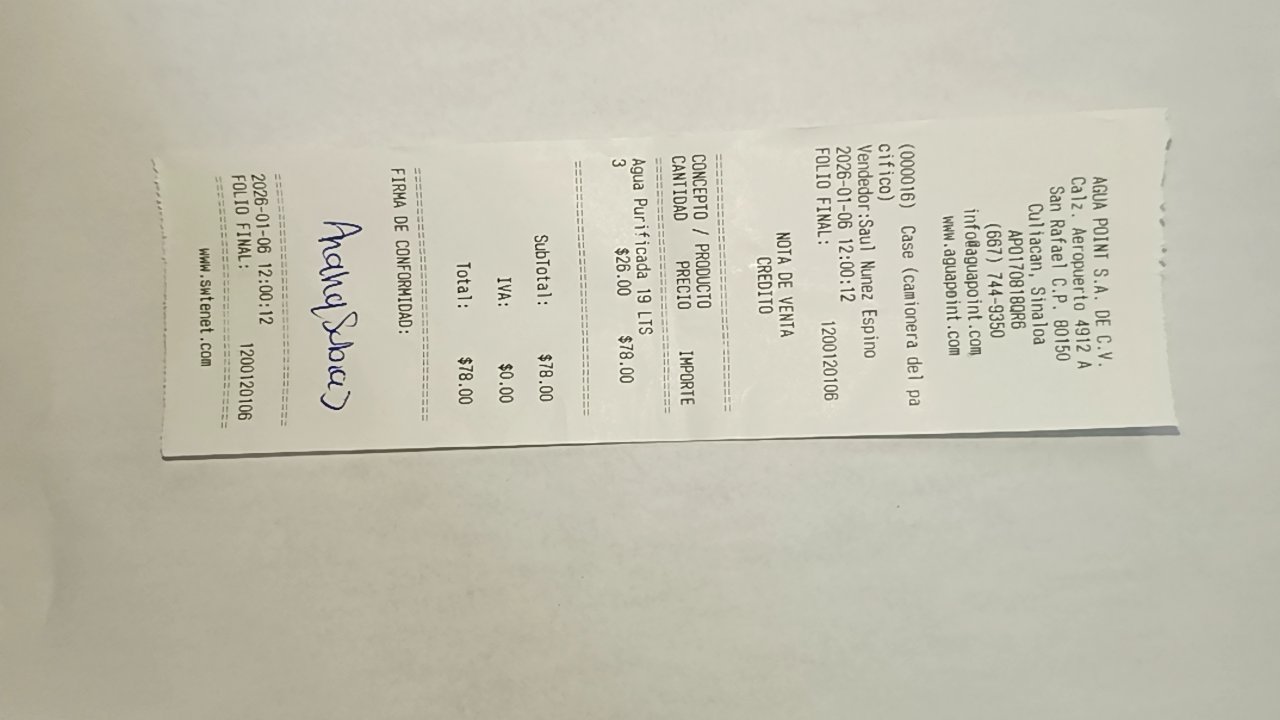 AGUA POINT S.A. DE C.V.
Calz. Aeropuerto 4912 A
San Rafael C.P. 80150
Culiacan, Sinaloa
APO170818QR6
(667) 744-9350
info@aguapoint.com
www.aguapoint.com
(000016) Case (camionera del pa
cifico)
Vendedor:Saul Nunez Espino
2026-01-06 12:00:12
FOLIO FINAL: 1200120106
NOTA DE VENTA
CREDITO
CONCEPTO / PRODUCTO
CANTIDAD PRECIO IMPORTE
Agua Purificada 19 LTS
3 $26.00 $78.00
SubTotal: $78.00
IVA: $0.00
Total: $78.00
FIRMA DE CONFORMIDAD:
2026-01-06 12:00:12
FOLIO FINAL: 1200120106
www.swtenet.com